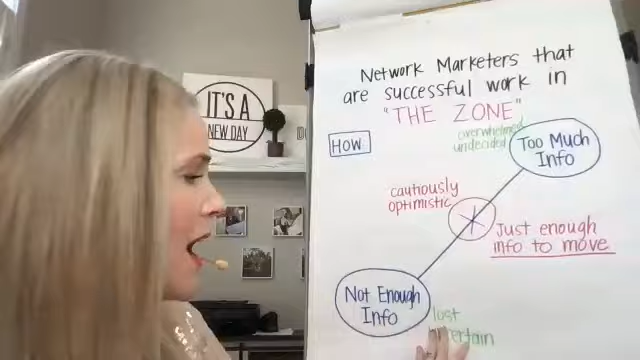 IT'S A
NEW DAY
Network Marketers that
are successful work in
"THE ZONE"
HOW
overwhelmed
undecided
Too Much
Info
cautiously
optimistic
Just enough
info to move
Not Enough
Info
lost